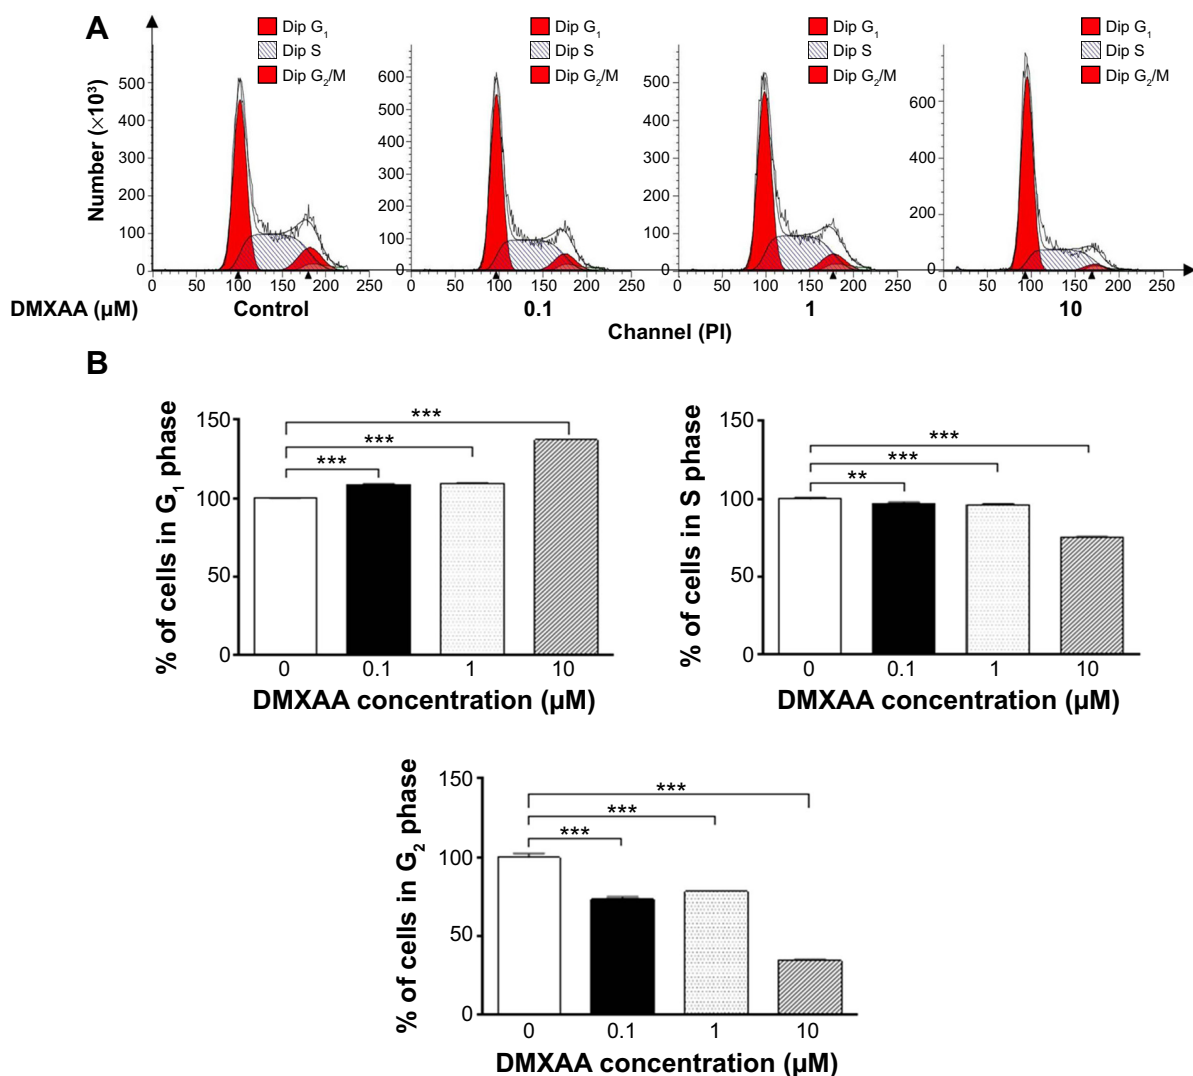 A
Dip G1
Dip S
Dip G2/M
Dip G1
Dip S
Dip G2/M
Dip G1
Dip S
Dip G2/M
Dip G1
Dip S
Dip G2/M
Number (×10³)
500
400
300
200
100
0
0 50 100 150 200 250
600
500
400
300
200
100
0
0 50 100 150 200 250
500
400
300
200
100
0
0 50 100 150 200 250
600
400
200
0
0 50 100 150 200 250
DMXAA (µM) Control 0.1 1 10
Channel (PI)
B
% of cells in G1 phase
150
100
50
0
***
***
***
0 0.1 1 10
DMXAA concentration (µM)
% of cells in S phase
150
100
50
0
***
***
**
0 0.1 1 10
DMXAA concentration (µM)
% of cells in G2 phase
150
100
50
0
***
***
***
0 0.1 1 10
DMXAA concentration (µM)